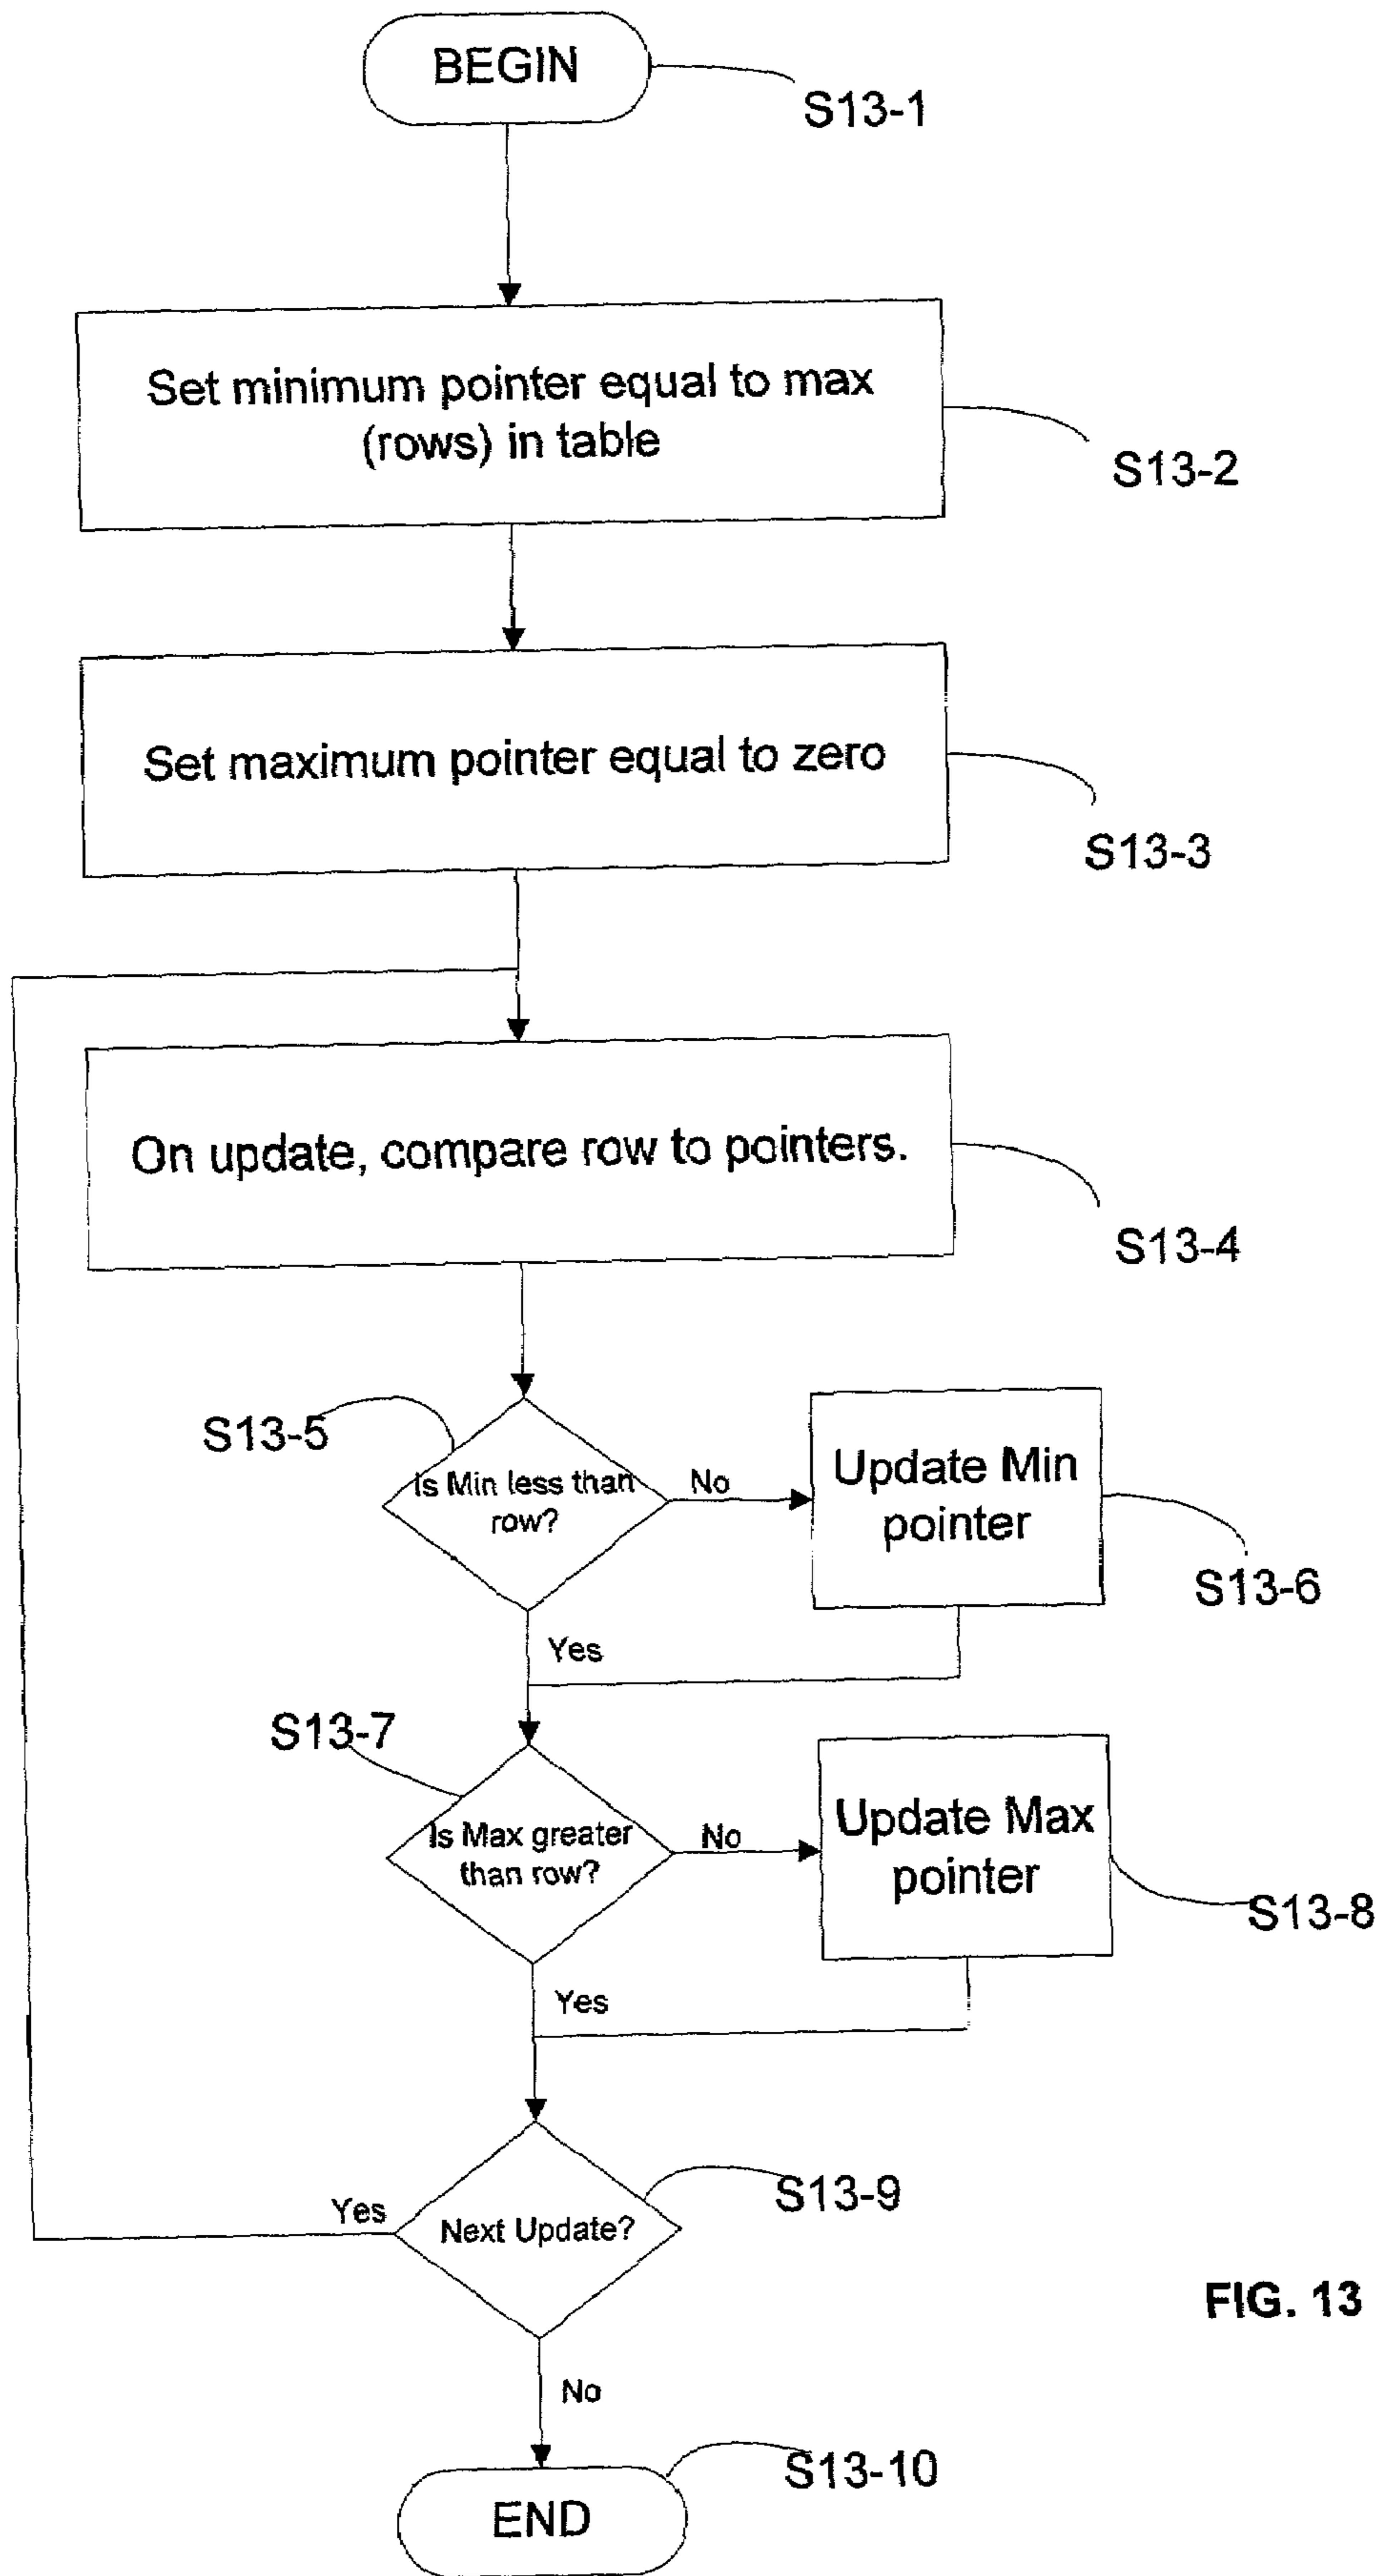 BEGIN
S13-1
Set minimum pointer equal to max
(rows) in table
S13-2
Set maximum pointer equal to zero
S13-3
On update, compare row to pointers.
S13-4
S13-5
Is Min less than
row?
No
Update Min
pointer
S13-6
Yes
S13-7
Is Max greater
than row?
No
Update Max
pointer
S13-8
Yes
S13-9
Next Update?
Yes
FIG. 13
No
S13-10
END